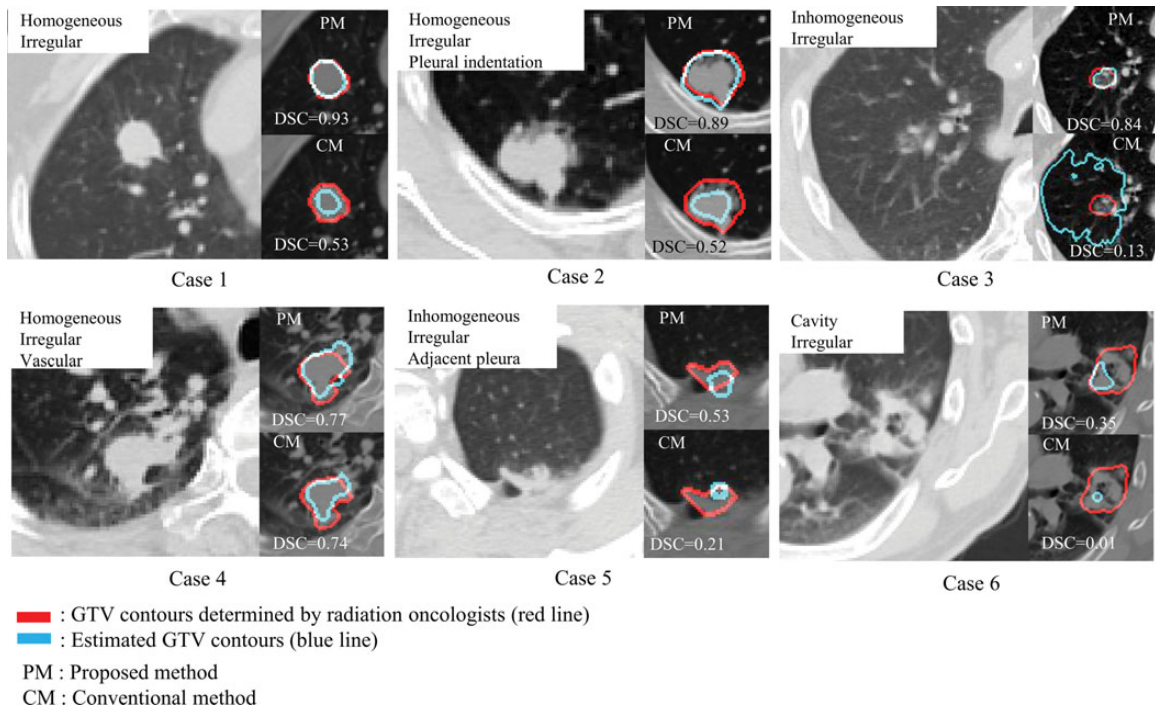 Homogeneous
Irregular
PM
DSC=0.93
CM
DSC=0.53
Case 1
Homogeneous
Irregular
Pleural indentation
PM
DSC=0.89
CM
DSC=0.52
Case 2
Inhomogeneous
Irregular
PM
DSC=0.84
CM
DSC=0.13
Case 3
Homogeneous
Irregular
Vascular
PM
DSC=0.77
CM
DSC=0.74
Case 4
Inhomogeneous
Irregular
Adjacent pleura
PM
DSC=0.53
CM
DSC=0.21
Case 5
Cavity
Irregular
PM
DSC=0.35
CM
DSC=0.01
Case 6
: GTV contours determined by radiation oncologists (red line)
: Estimated GTV contours (blue line)
PM : Proposed method
CM : Conventional method